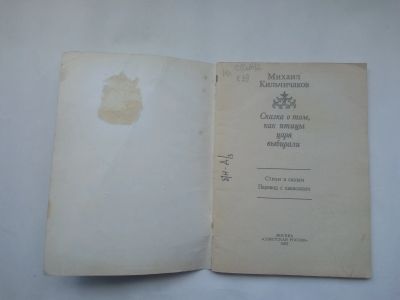 Михаил
Кильчичаков
Сказка о том,
как птицы
царя
выбирали
Стихи и сказки
Перевод с хакасского
МОСКВА
«СОВЕТСКАЯ РОССИЯ»